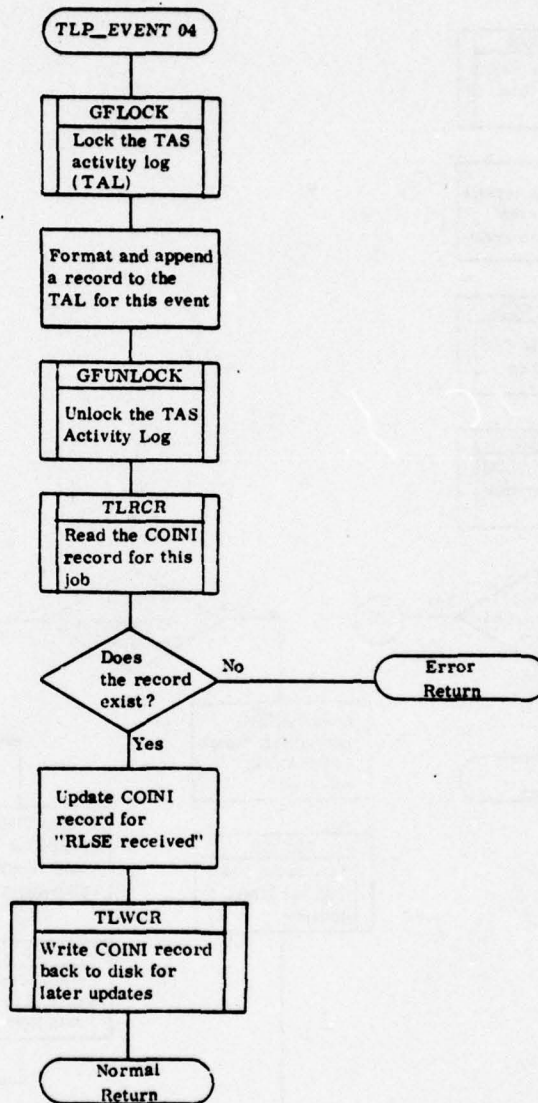 TLP_EVENT 04
GFLOCK
Lock the TAS
activity log
(TAL)
Format and append
a record to the
TAL for this event
GFUNLOCK
Unlock the TAS
Activity Log
TLRCR
Read the COINI
record for this
job
Does
the record
exist?
No
Error
Return
Yes
Update COINI
record for
"RLSE received"
TLWCR
Write COINI record
back to disk for
later updates
Normal
Return